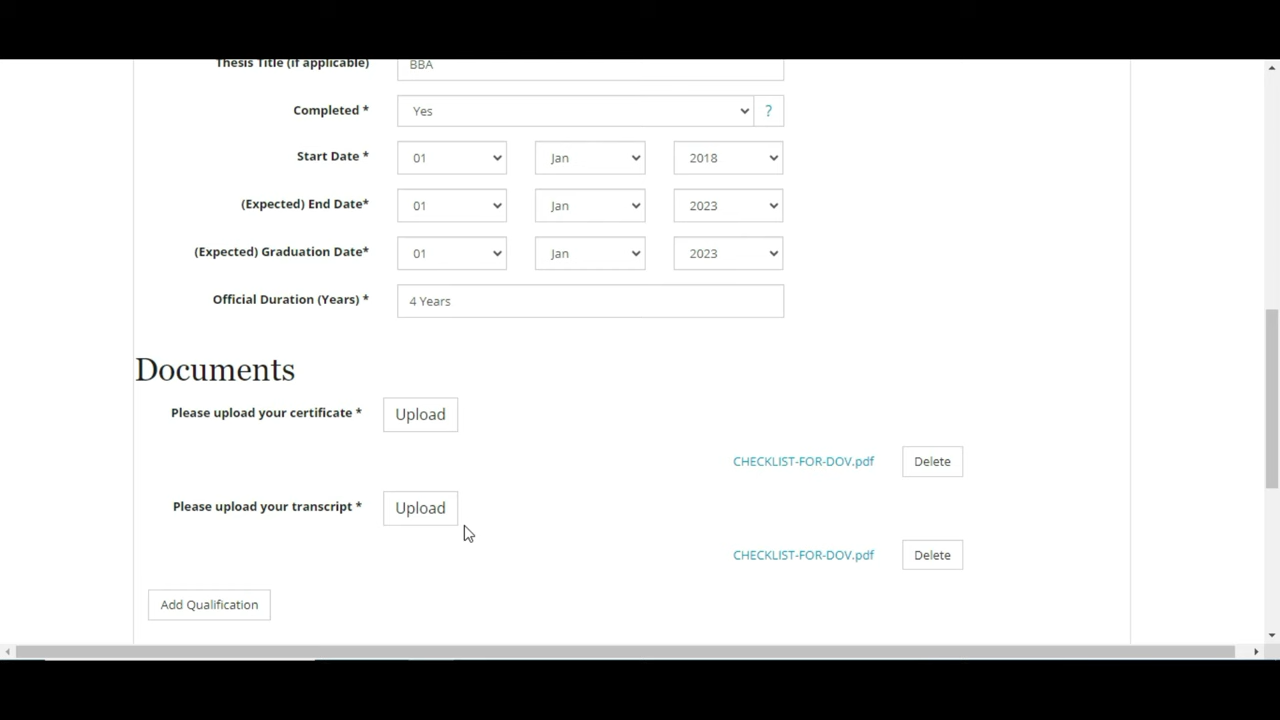 Thesis Title (if applicable) BBA
Completed * Yes ?
Start Date * 01 Jan 2018
(Expected) End Date* 01 Jan 2023
(Expected) Graduation Date* 01 Jan 2023
Official Duration (Years) * 4 Years
Documents
Please upload your certificate * Upload
CHECKLIST-FOR-DOV.pdf Delete
Please upload your transcript * Upload
CHECKLIST-FOR-DOV.pdf Delete
Add Qualification